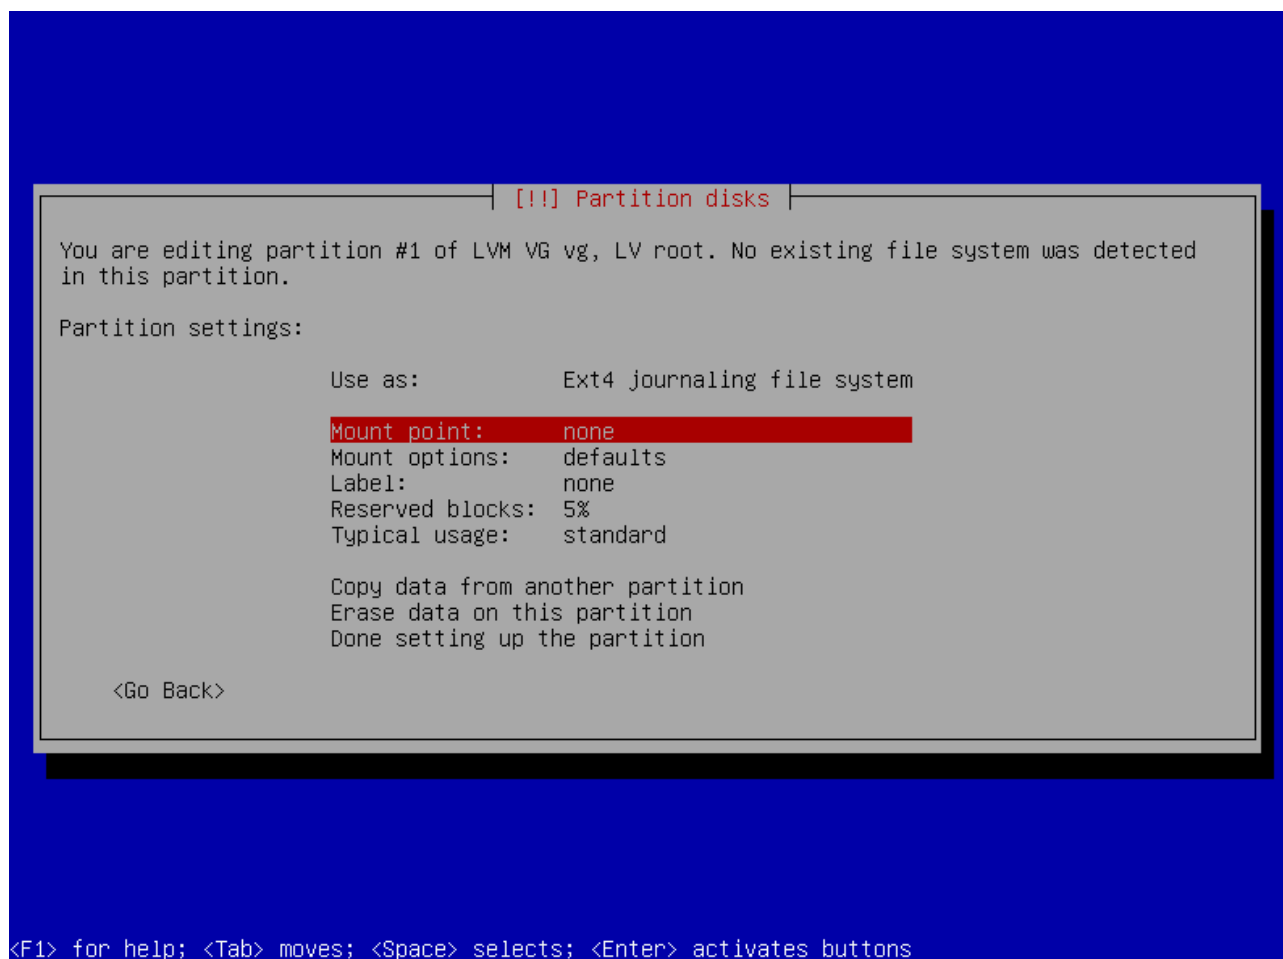 [!!] Partition disks
You are editing partition #1 of LVM VG vg, LV root. No existing file system was detected
in this partition.
Partition settings:
Use as: Ext4 journaling file system
Mount point: none
Mount options: defaults
Label: none
Reserved blocks: 5%
Typical usage: standard
Copy data from another partition
Erase data on this partition
Done setting up the partition
<Go Back>
<F1> for help; <Tab> moves; <Space> selects; <Enter> activates buttons